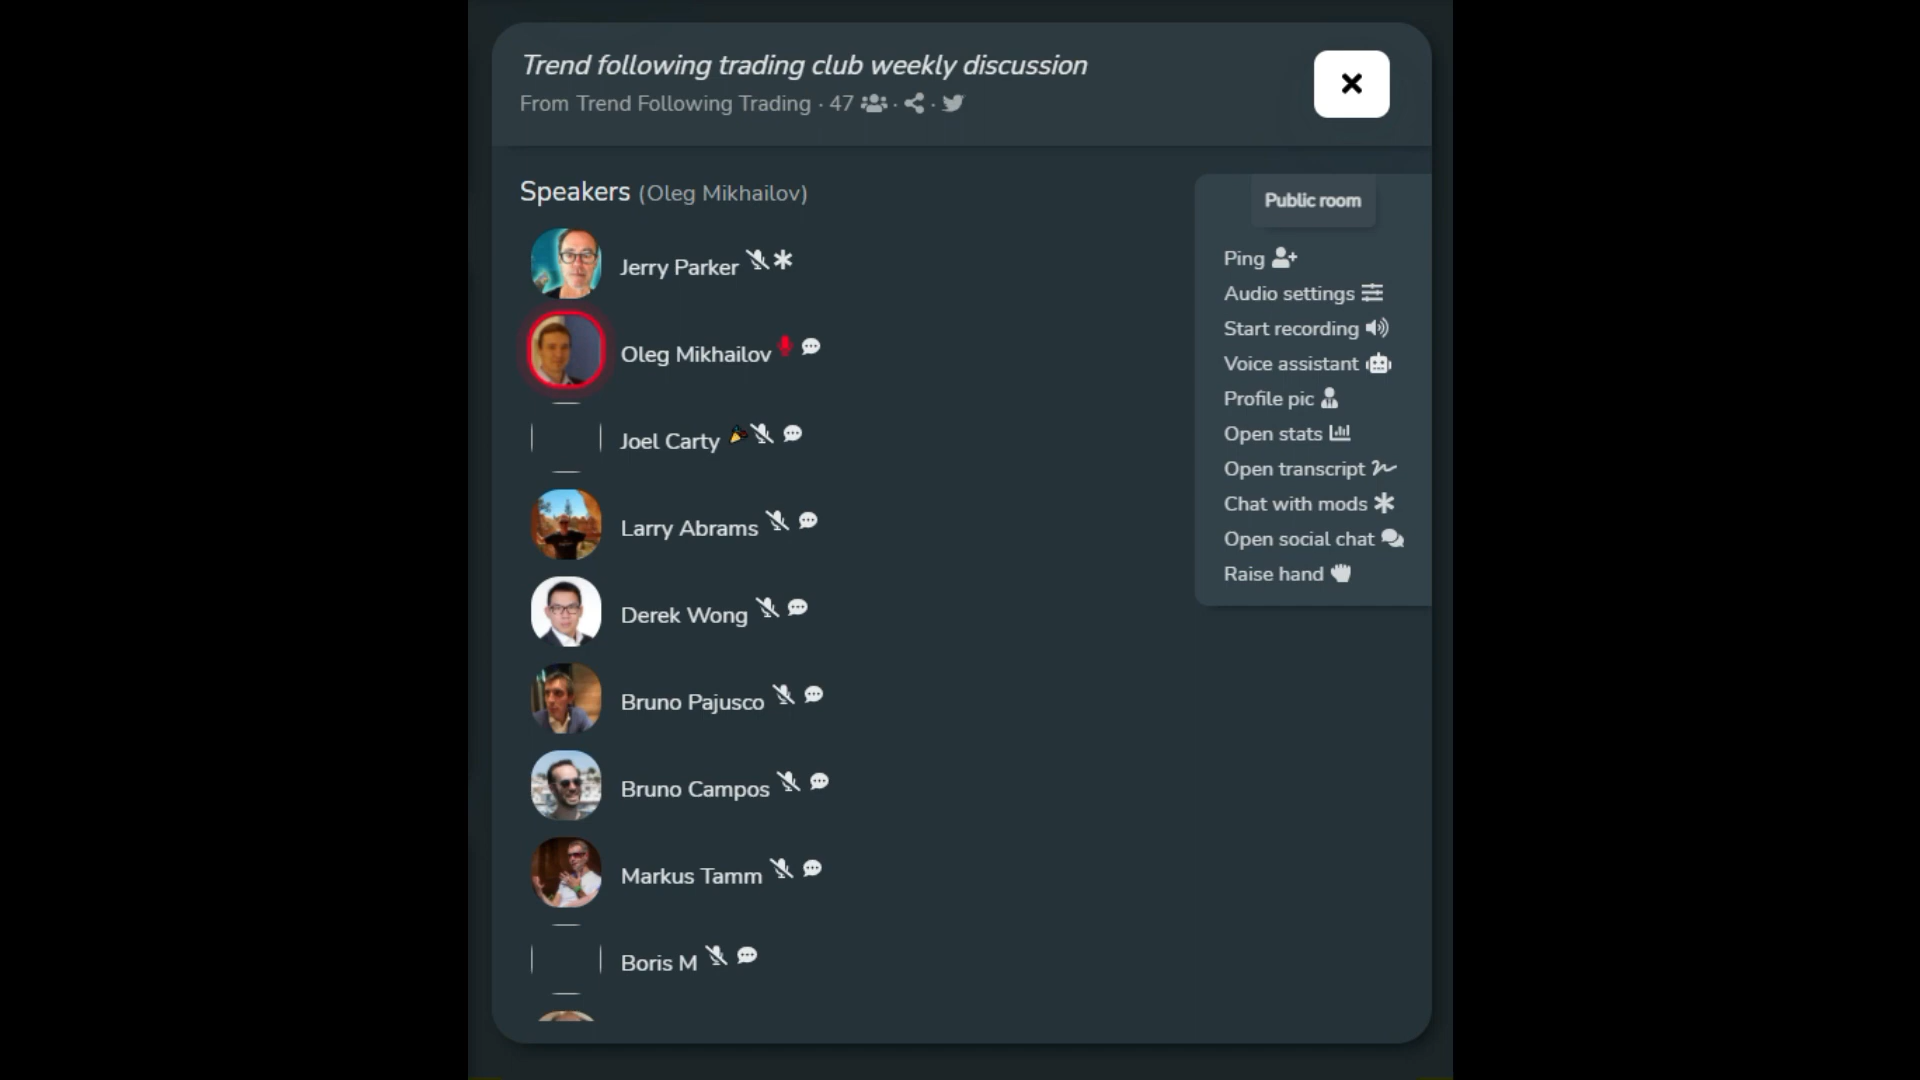 Trend following trading club weekly discussion
From Trend Following Trading · 47 · ·
Speakers (Oleg Mikhailov)
Jerry Parker
Oleg Mikhailov
Joel Carty
Larry Abrams
Derek Wong
Bruno Pajusco
Bruno Campos
Markus Tamm
Boris M
Public room
Ping
Audio settings
Start recording
Voice assistant
Profile pic
Open stats
Open transcript
Chat with mods
Open social chat
Raise hand